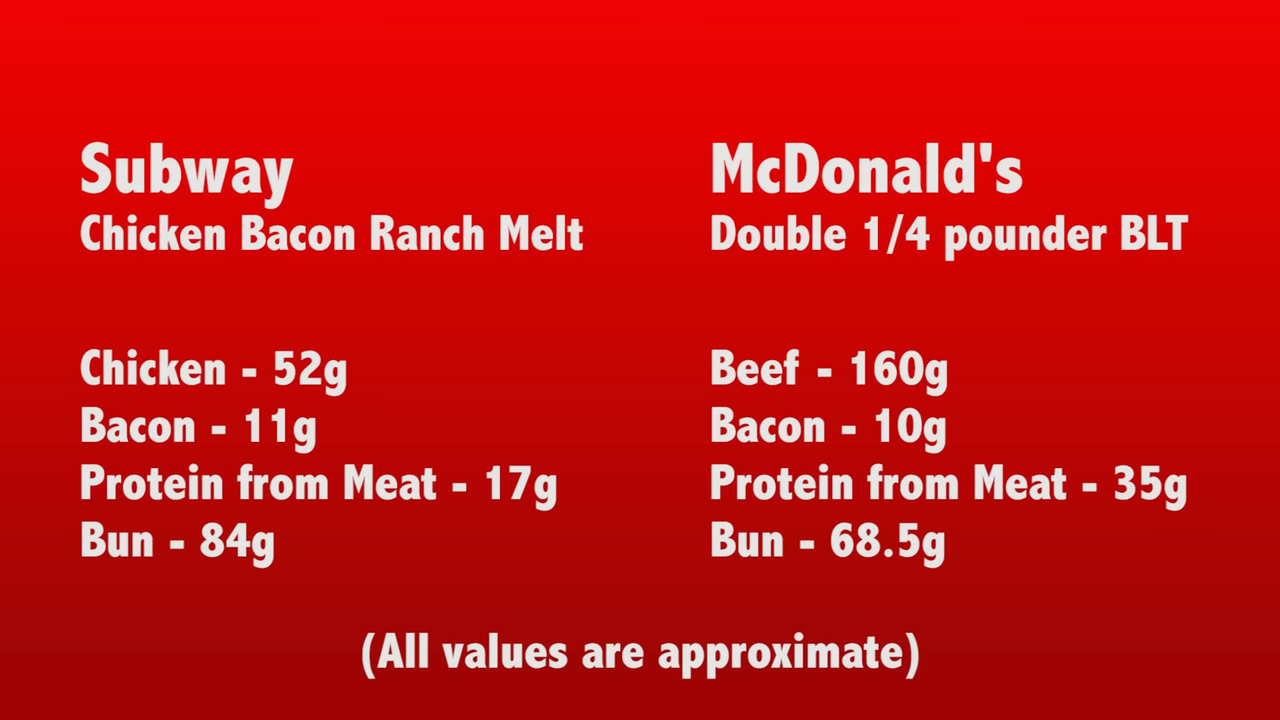 Subway
Chicken Bacon Ranch Melt
Chicken - 52g
Bacon - 11g
Protein from Meat - 17g
Bun - 84g
McDonald's
Double 1/4 pounder BLT
Beef - 160g
Bacon - 10g
Protein from Meat - 35g
Bun - 68.5g
(All values are approximate)